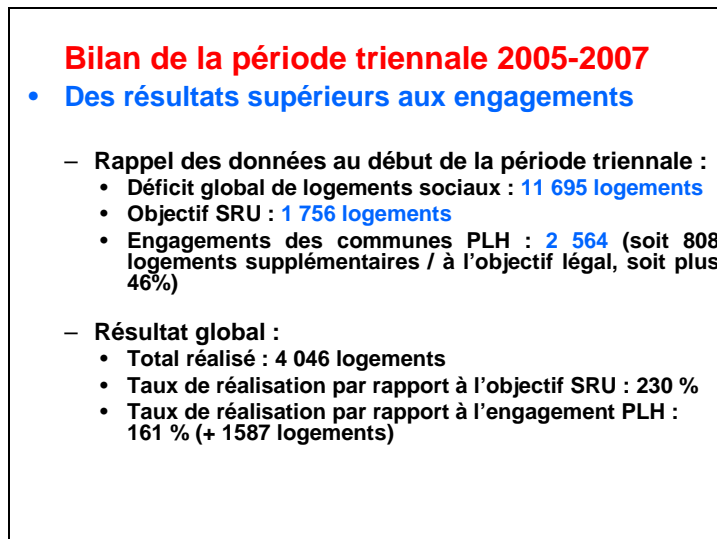 Bilan de la période triennale 2005-2007
• Des résultats supérieurs aux engagements
– Rappel des données au début de la période triennale :
• Déficit global de logements sociaux : 11 695 logements
• Objectif SRU : 1 756 logements
• Engagements des communes PLH : 2 564 (soit 808
logements supplémentaires / à l'objectif légal, soit plus
46%)
– Résultat global :
• Total réalisé : 4 046 logements
• Taux de réalisation par rapport à l'objectif SRU : 230 %
• Taux de réalisation par rapport à l'engagement PLH :
161 % (+ 1587 logements)